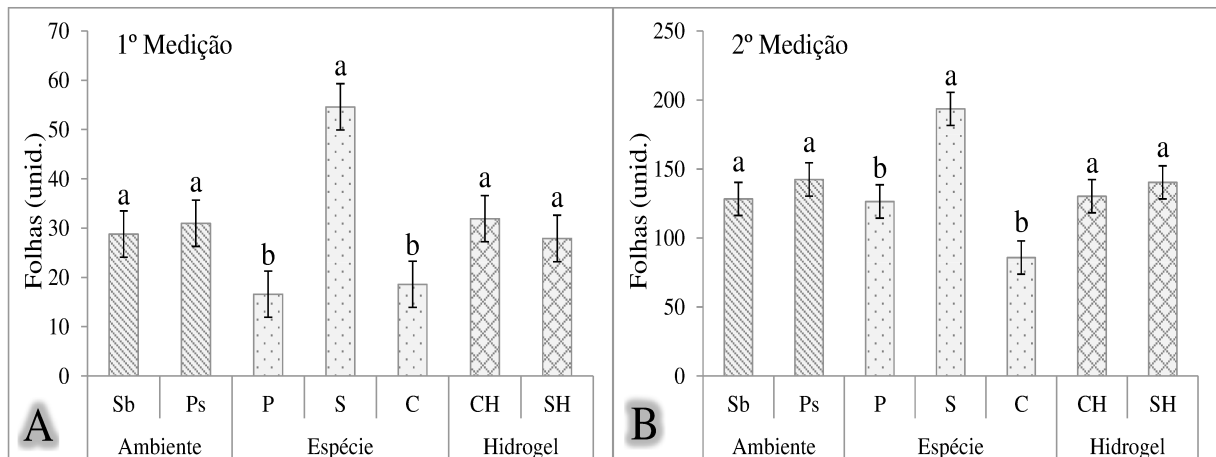 1º Medição
Folhas (unid.)
70
60
50
40
30
20
10
0
a
a
b
a
b
a
a
Sb Ps P S C CH SH
Ambiente Espécie Hidrogel
A
2º Medição
Folhas (unid.)
250
200
150
100
50
0
a
a
b
a
b
a
a
Sb Ps P S C CH SH
Ambiente Espécie Hidrogel
B